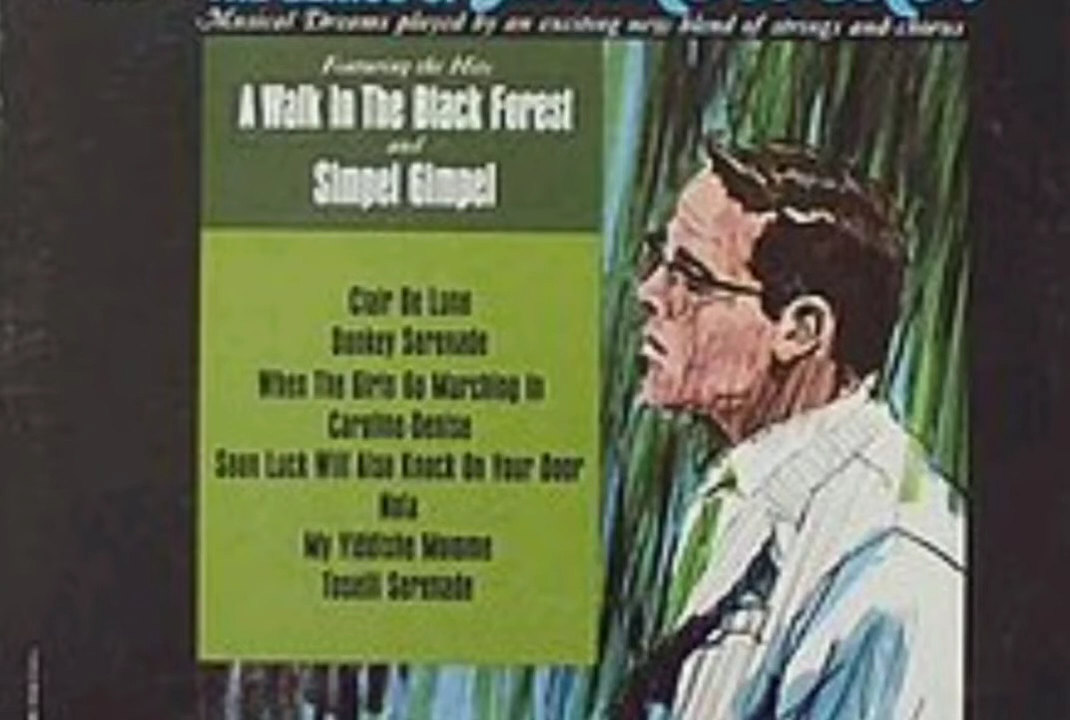 Musical Dreams played by an exciting new blend of strings and chorus
Featuring the Hits
A Walk In The Black Forest
and
Simpel Gimpel
Clair De Lune
Donkey Serenade
When The Girls Go Marching In
Caroline-Denise
Soon Luck Will Also Knock On Your Door
Nola
My Yiddishe Momme
Toselli Serenade